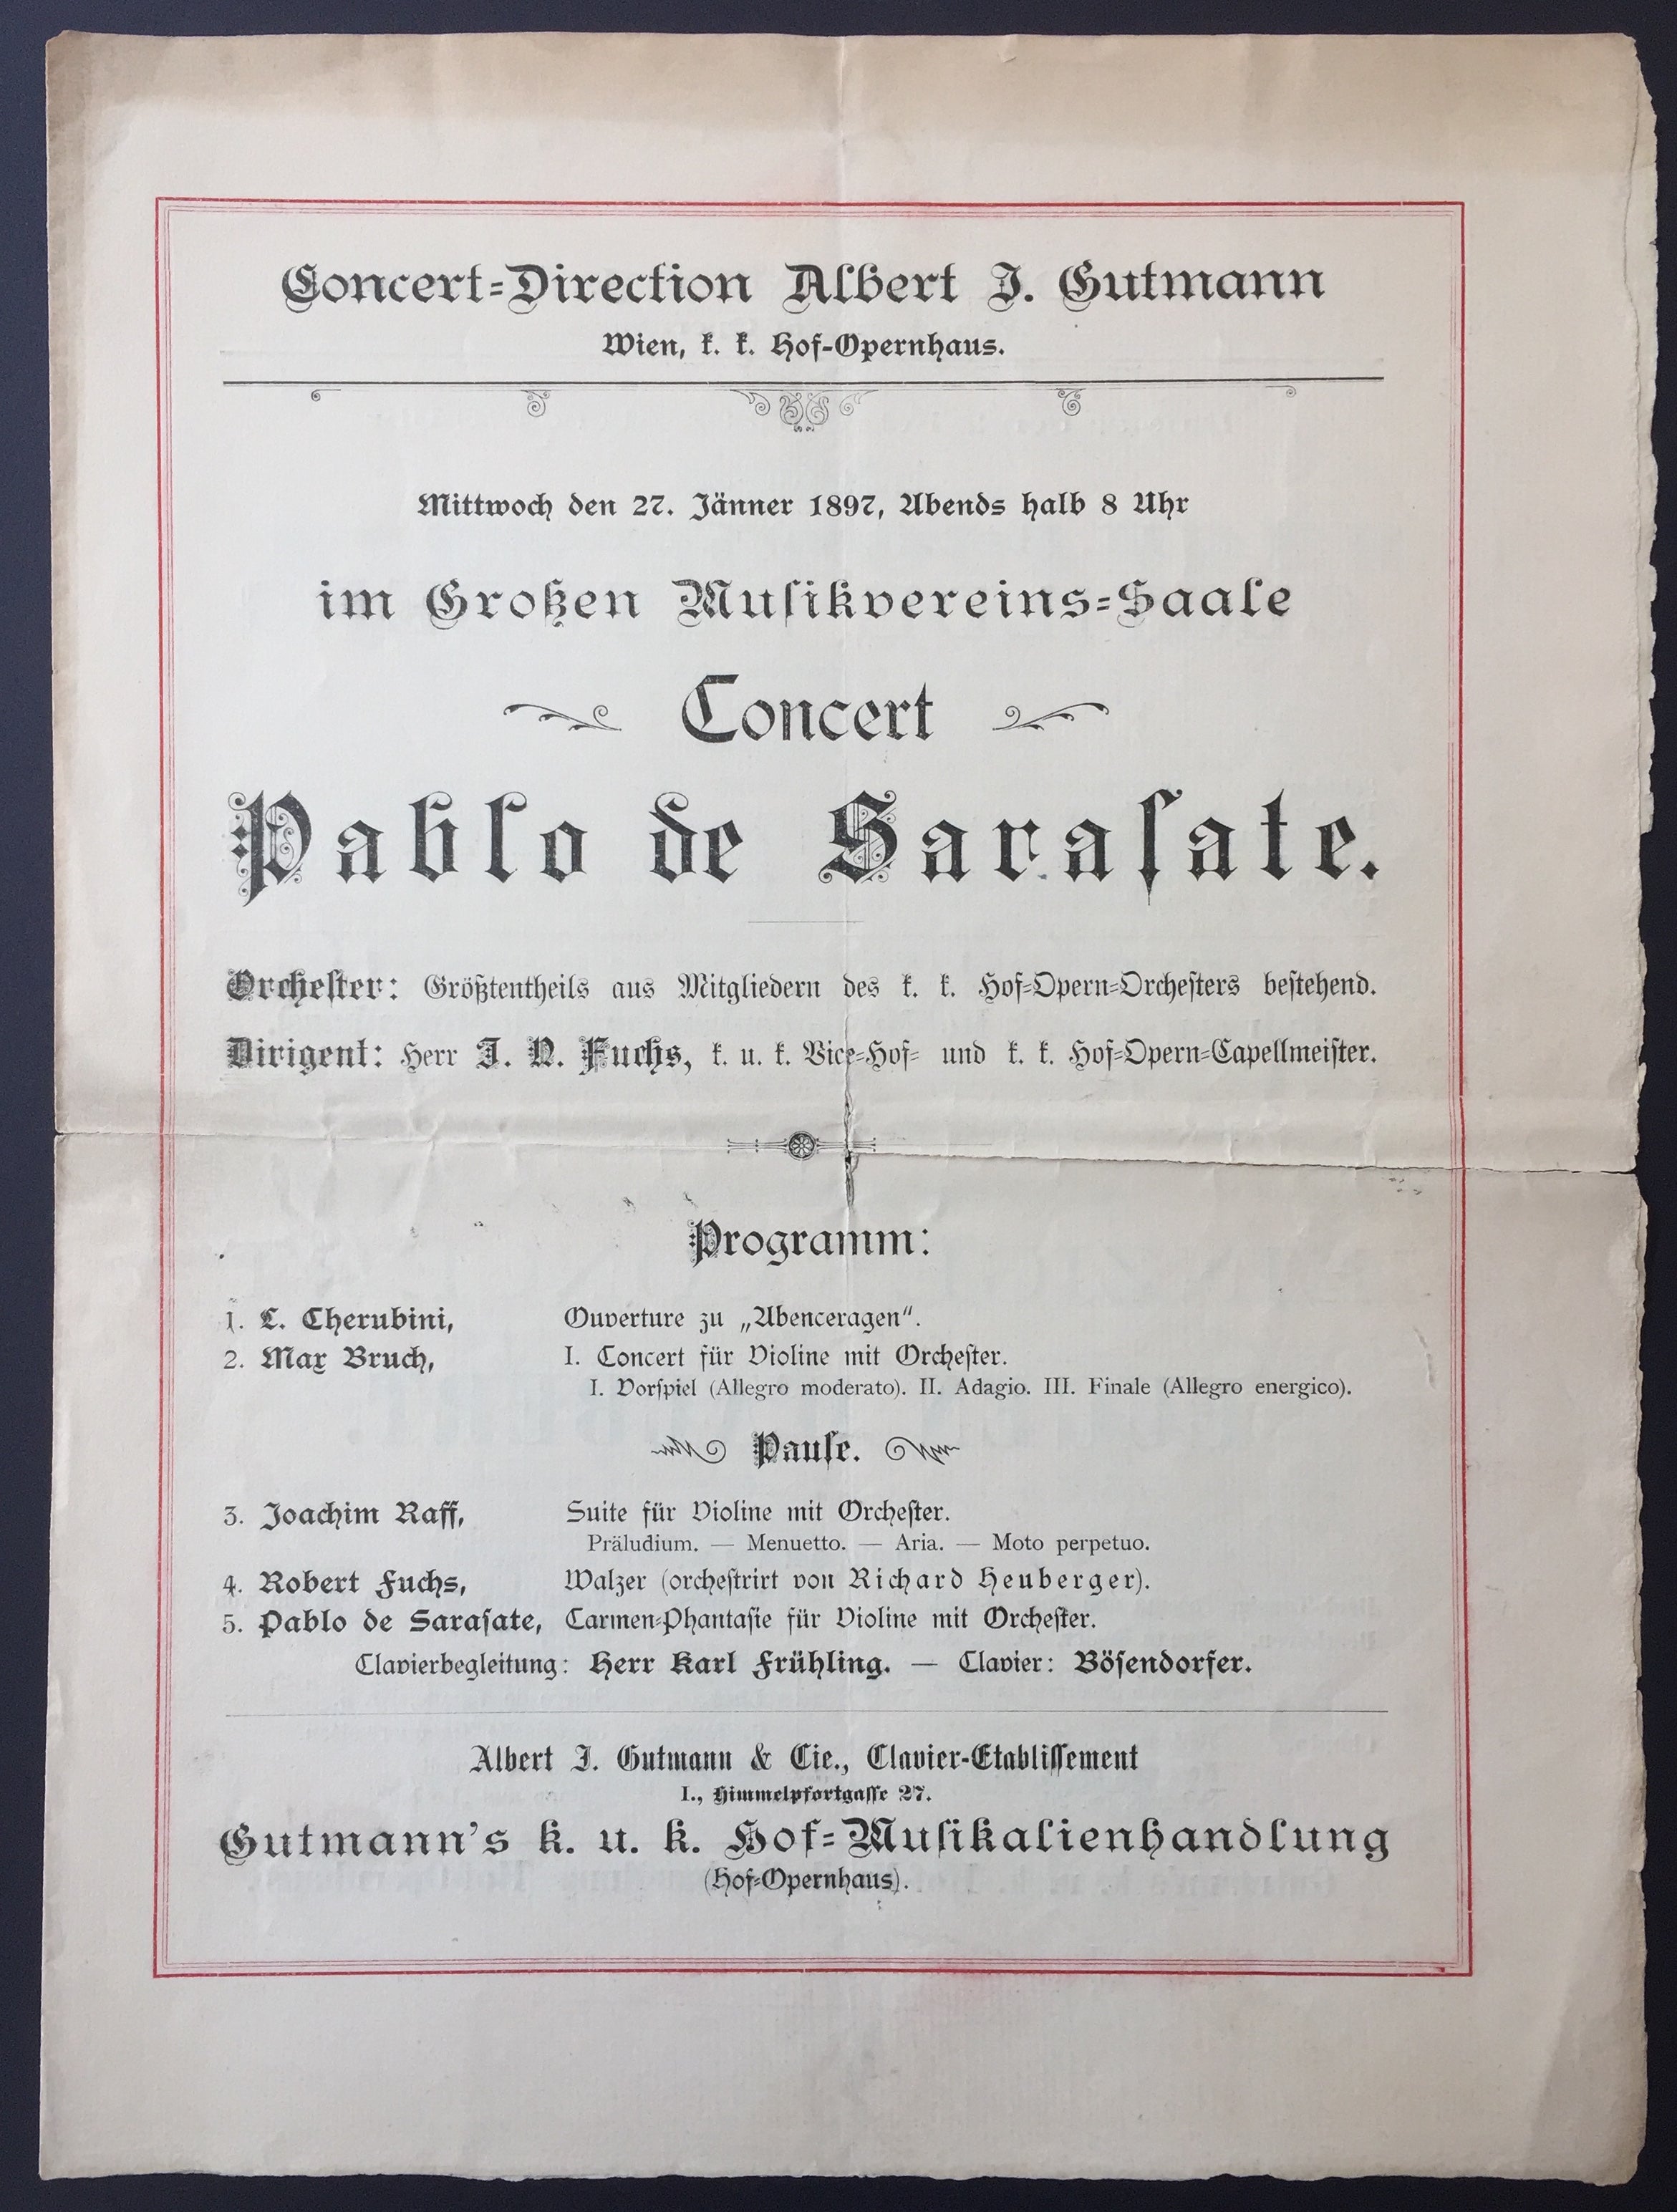 Concert-Direction Albert J. Gutmann
Wien, k. k. Hof-Opernhaus.
Mittwoch den 27. Jänner 1897, Abends halb 8 Uhr
im Großen Muſikvereins-Saale
Concert
Pablo de Saraſate.
Orcheſter: Größtentheils aus Mitgliedern des k. k. Hof-Opern-Orcheſters beſtehend.
Dirigent: Herr J. N. Fuchs, k. u. k. Vice-Hof- und k. k. Hof-Opern-Capellmeiſter.
Programm:
1. L. Cherubini, Ouverture zu „Abenceragen“.
2. Max Bruch, I. Concert für Violine mit Orcheſter.
I. Vorſpiel (Allegro moderato). II. Adagio. III. Finale (Allegro energico).
Pauſe.
3. Joachim Raff, Suite für Violine mit Orcheſter.
Präludium. — Menuetto. — Aria. — Moto perpetuo.
4. Robert Fuchs, Walzer (orcheſtrirt von Richard Heuberger).
5. Pablo de Saraſate, Carmen-Phantaſie für Violine mit Orcheſter.
Clavierbegleitung: Herr Karl Frühling. — Clavier: Böſendorfer.
Albert J. Gutmann & Cie., Clavier-Etabliſſement
I., Himmelpfortgaſſe 27.
Gutmann's k. u. k. Hof-Muſikalienhandlung
(Hof-Opernhaus).